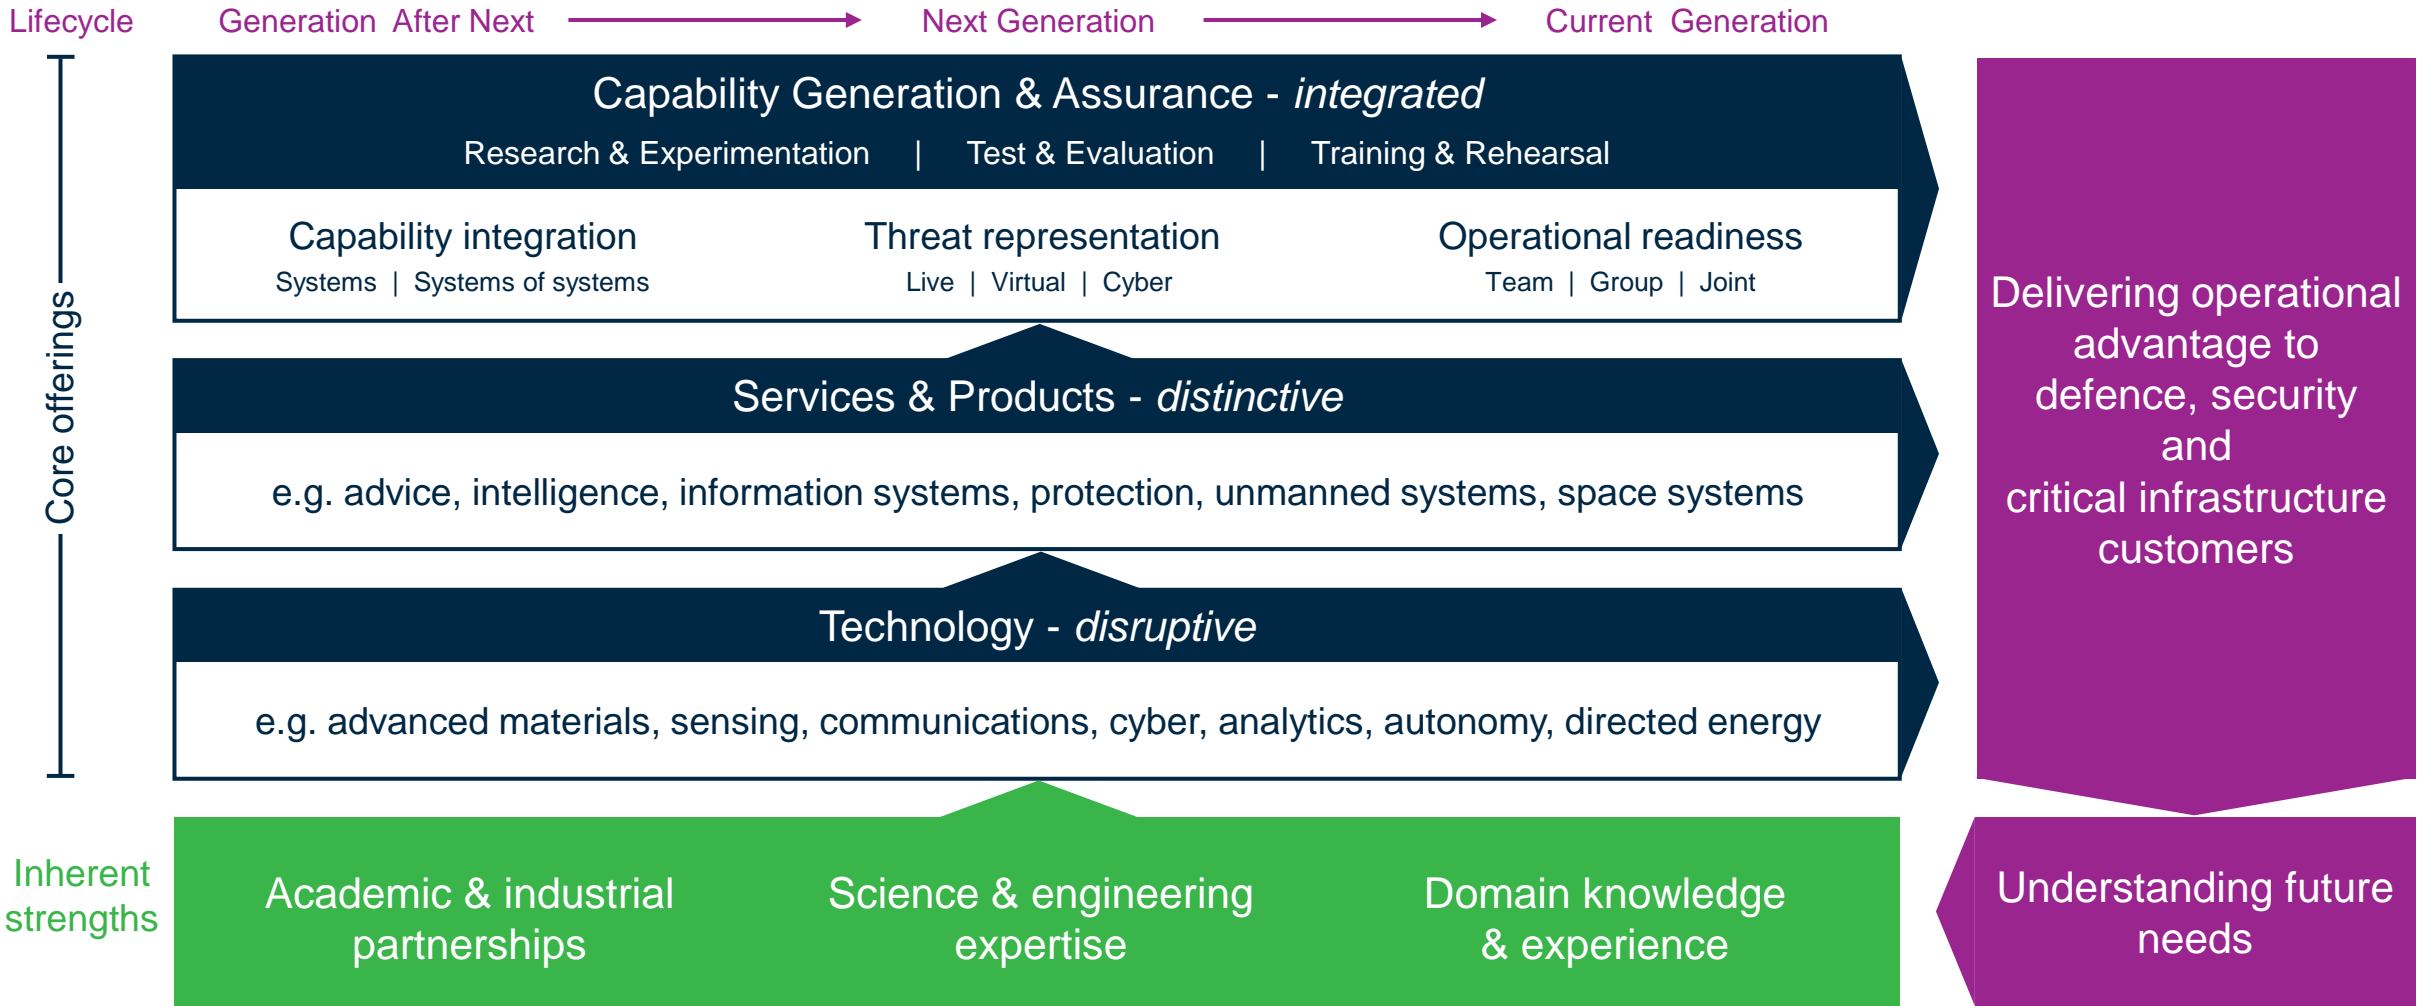 Lifecycle
Generation After Next
Next Generation
Current Generation
Core offerings
Capability Generation & Assurance - integrated
Research & Experimentation | Test & Evaluation | Training & Rehearsal
Capability integration
Systems | Systems of systems
Threat representation
Live | Virtual | Cyber
Operational readiness
Team | Group | Joint
Services & Products - distinctive
e.g. advice, intelligence, information systems, protection, unmanned systems, space systems
Technology - disruptive
e.g. advanced materials, sensing, communications, cyber, analytics, autonomy, directed energy
Delivering operational
advantage to
defence, security
and
critical infrastructure
customers
Inherent
strengths
Academic & industrial
partnerships
Science & engineering
expertise
Domain knowledge
& experience
Understanding future
needs